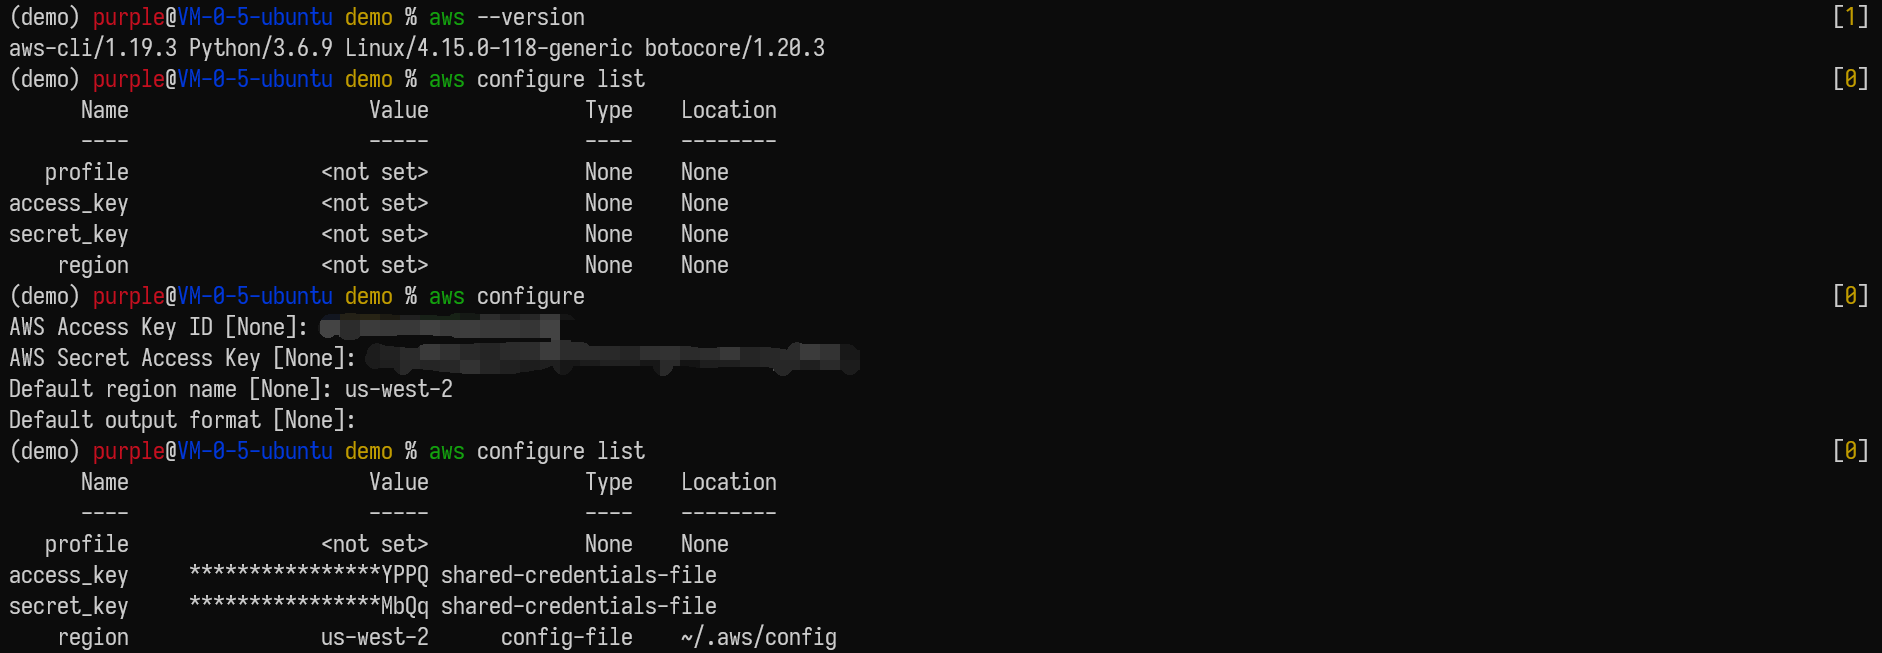 (demo) purple@VM-0-5-ubuntu demo % aws --version [1]
aws-cli/1.19.3 Python/3.6.9 Linux/4.15.0-118-generic botocore/1.20.3
(demo) purple@VM-0-5-ubuntu demo % aws configure list [0]
Name Value Type Location
---- ----- ---- --------
profile <not set> None None
access_key <not set> None None
secret_key <not set> None None
region <not set> None None
(demo) purple@VM-0-5-ubuntu demo % aws configure [0]
AWS Access Key ID [None]:
AWS Secret Access Key [None]:
Default region name [None]: us-west-2
Default output format [None]:
(demo) purple@VM-0-5-ubuntu demo % aws configure list [0]
Name Value Type Location
---- ----- ---- --------
profile <not set> None None
access_key ****************YPPQ shared-credentials-file
secret_key ****************MbQq shared-credentials-file
region us-west-2 config-file ~/.aws/config